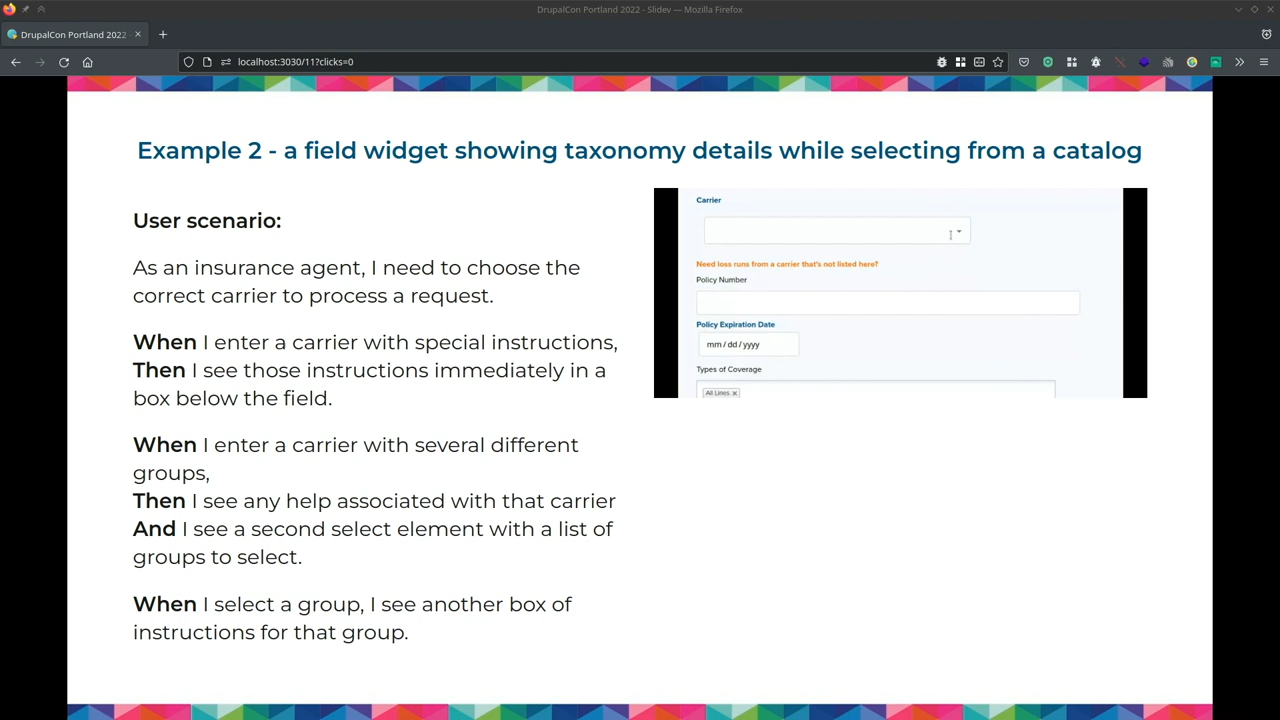 DrupalCon Portland 2022 - Slidev — Mozilla Firefox
DrupalCon Portland 2022
localhost:3030/11?clicks=0
Example 2 - a field widget showing taxonomy details while selecting from a catalog
User scenario:
As an insurance agent, I need to choose the
correct carrier to process a request.
When I enter a carrier with special instructions,
Then I see those instructions immediately in a
box below the field.
When I enter a carrier with several different
groups,
Then I see any help associated with that carrier
And I see a second select element with a list of
groups to select.
When I select a group, I see another box of
instructions for that group.
Carrier
Need loss runs from a carrier that's not listed here?
Policy Number
Policy Expiration Date
mm / dd / yyyy
Types of Coverage
All Lines